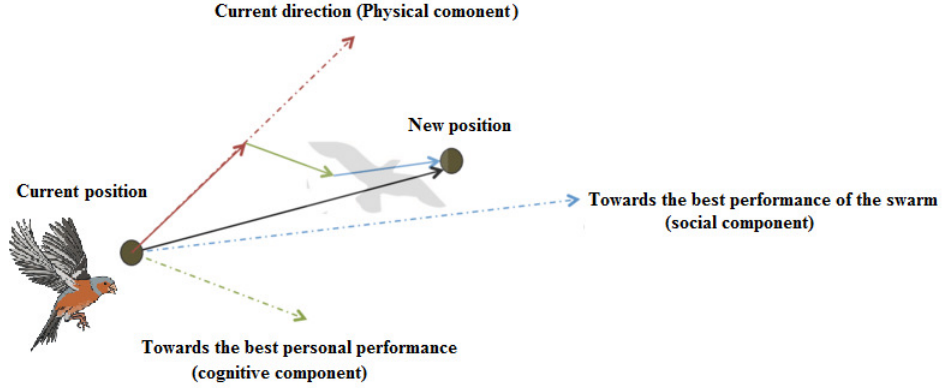 Current direction (Physical comonent)
New position
Current position
Towards the best performance of the swarm
(social component)
Towards the best personal performance
(cognitive component)